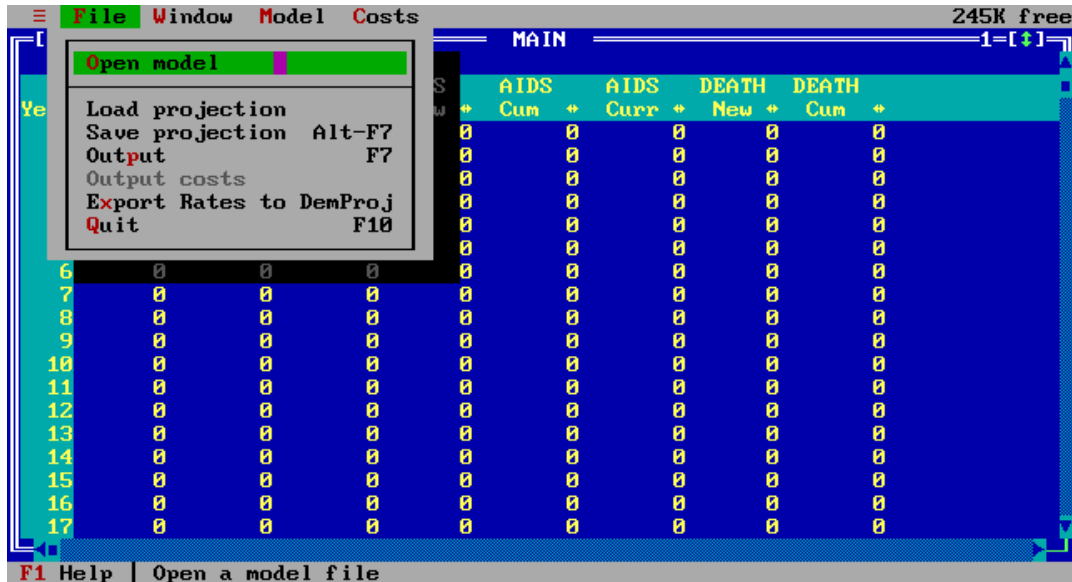 ≡ File Window Model Costs 245K free
[ MAIN 1=[↕]
Open model
S AIDS AIDS DEATH DEATH
Ye w ↔ Cum ↔ Curr ↔ New ↔ Cum ↔
Load projection
0 0 0 0 0
Save projection Alt-F7
0 0 0 0 0
Output F7
0 0 0 0 0
Output costs
0 0 0 0 0
Export Rates to DemProj
0 0 0 0 0
Quit F10
0 0 0 0 0
6 0 0 0 0 0 0 0 0
7 0 0 0 0 0 0 0 0
8 0 0 0 0 0 0 0 0
9 0 0 0 0 0 0 0 0
10 0 0 0 0 0 0 0 0
11 0 0 0 0 0 0 0 0
12 0 0 0 0 0 0 0 0
13 0 0 0 0 0 0 0 0
14 0 0 0 0 0 0 0 0
15 0 0 0 0 0 0 0 0
16 0 0 0 0 0 0 0 0
17 0 0 0 0 0 0 0 0
F1 Help | Open a model file